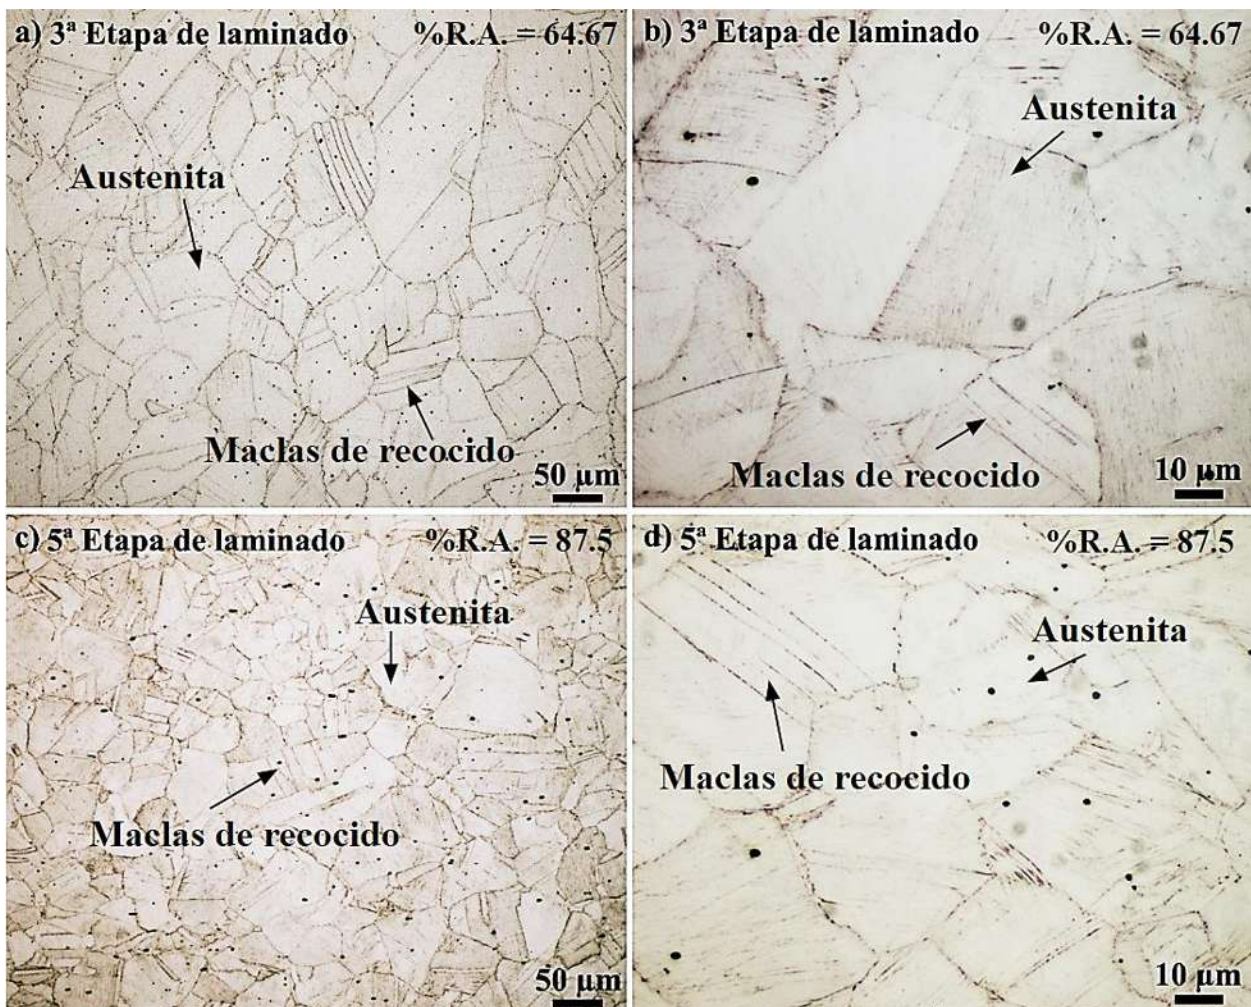 a) 3ª Etapa de laminado %R.A. = 64.67
Austenita
Maclas de recocido
50 µm
b) 3ª Etapa de laminado %R.A. = 64.67
Austenita
Maclas de recocido
10 µm
c) 5ª Etapa de laminado %R.A. = 87.5
Austenita
Maclas de recocido
50 µm
d) 5ª Etapa de laminado %R.A. = 87.5
Austenita
Maclas de recocido
10 µm